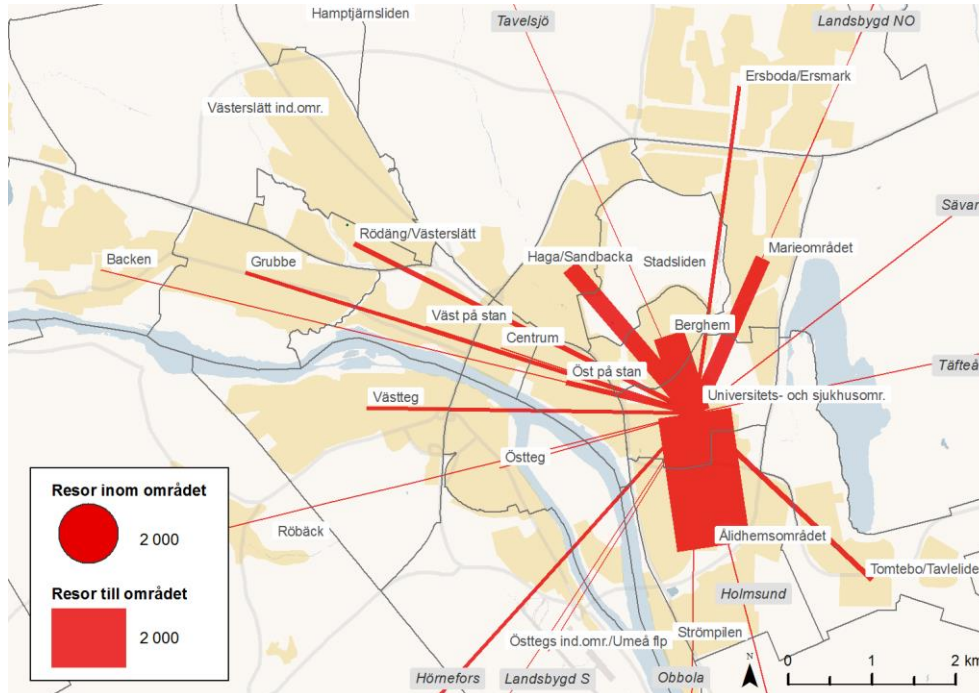 Hamptjärnsliden
Tavelsjö
Landsbygd NO
Ersboda/Ersmark
Västerslätt ind.omr.
Sävar
Rödäng/Västerslätt
Haga/Sandbacka
Stadsliden
Marieområdet
Backen
Grubbe
Väst på stan
Centrum
Berghem
Öst på stan
Täfteå
Västteg
Universitets- och sjukhusomr.
Östteg
Röbäck
Ålidhemsområdet
Tomtebo/Tavlelide
Holmsund
Strömpilen
Östtegs ind.omr./Umeå flp
Hörnefors
Landsbygd S
Obbola
Resor inom området
2 000
Resor till området
2 000
N
0 1 2 km